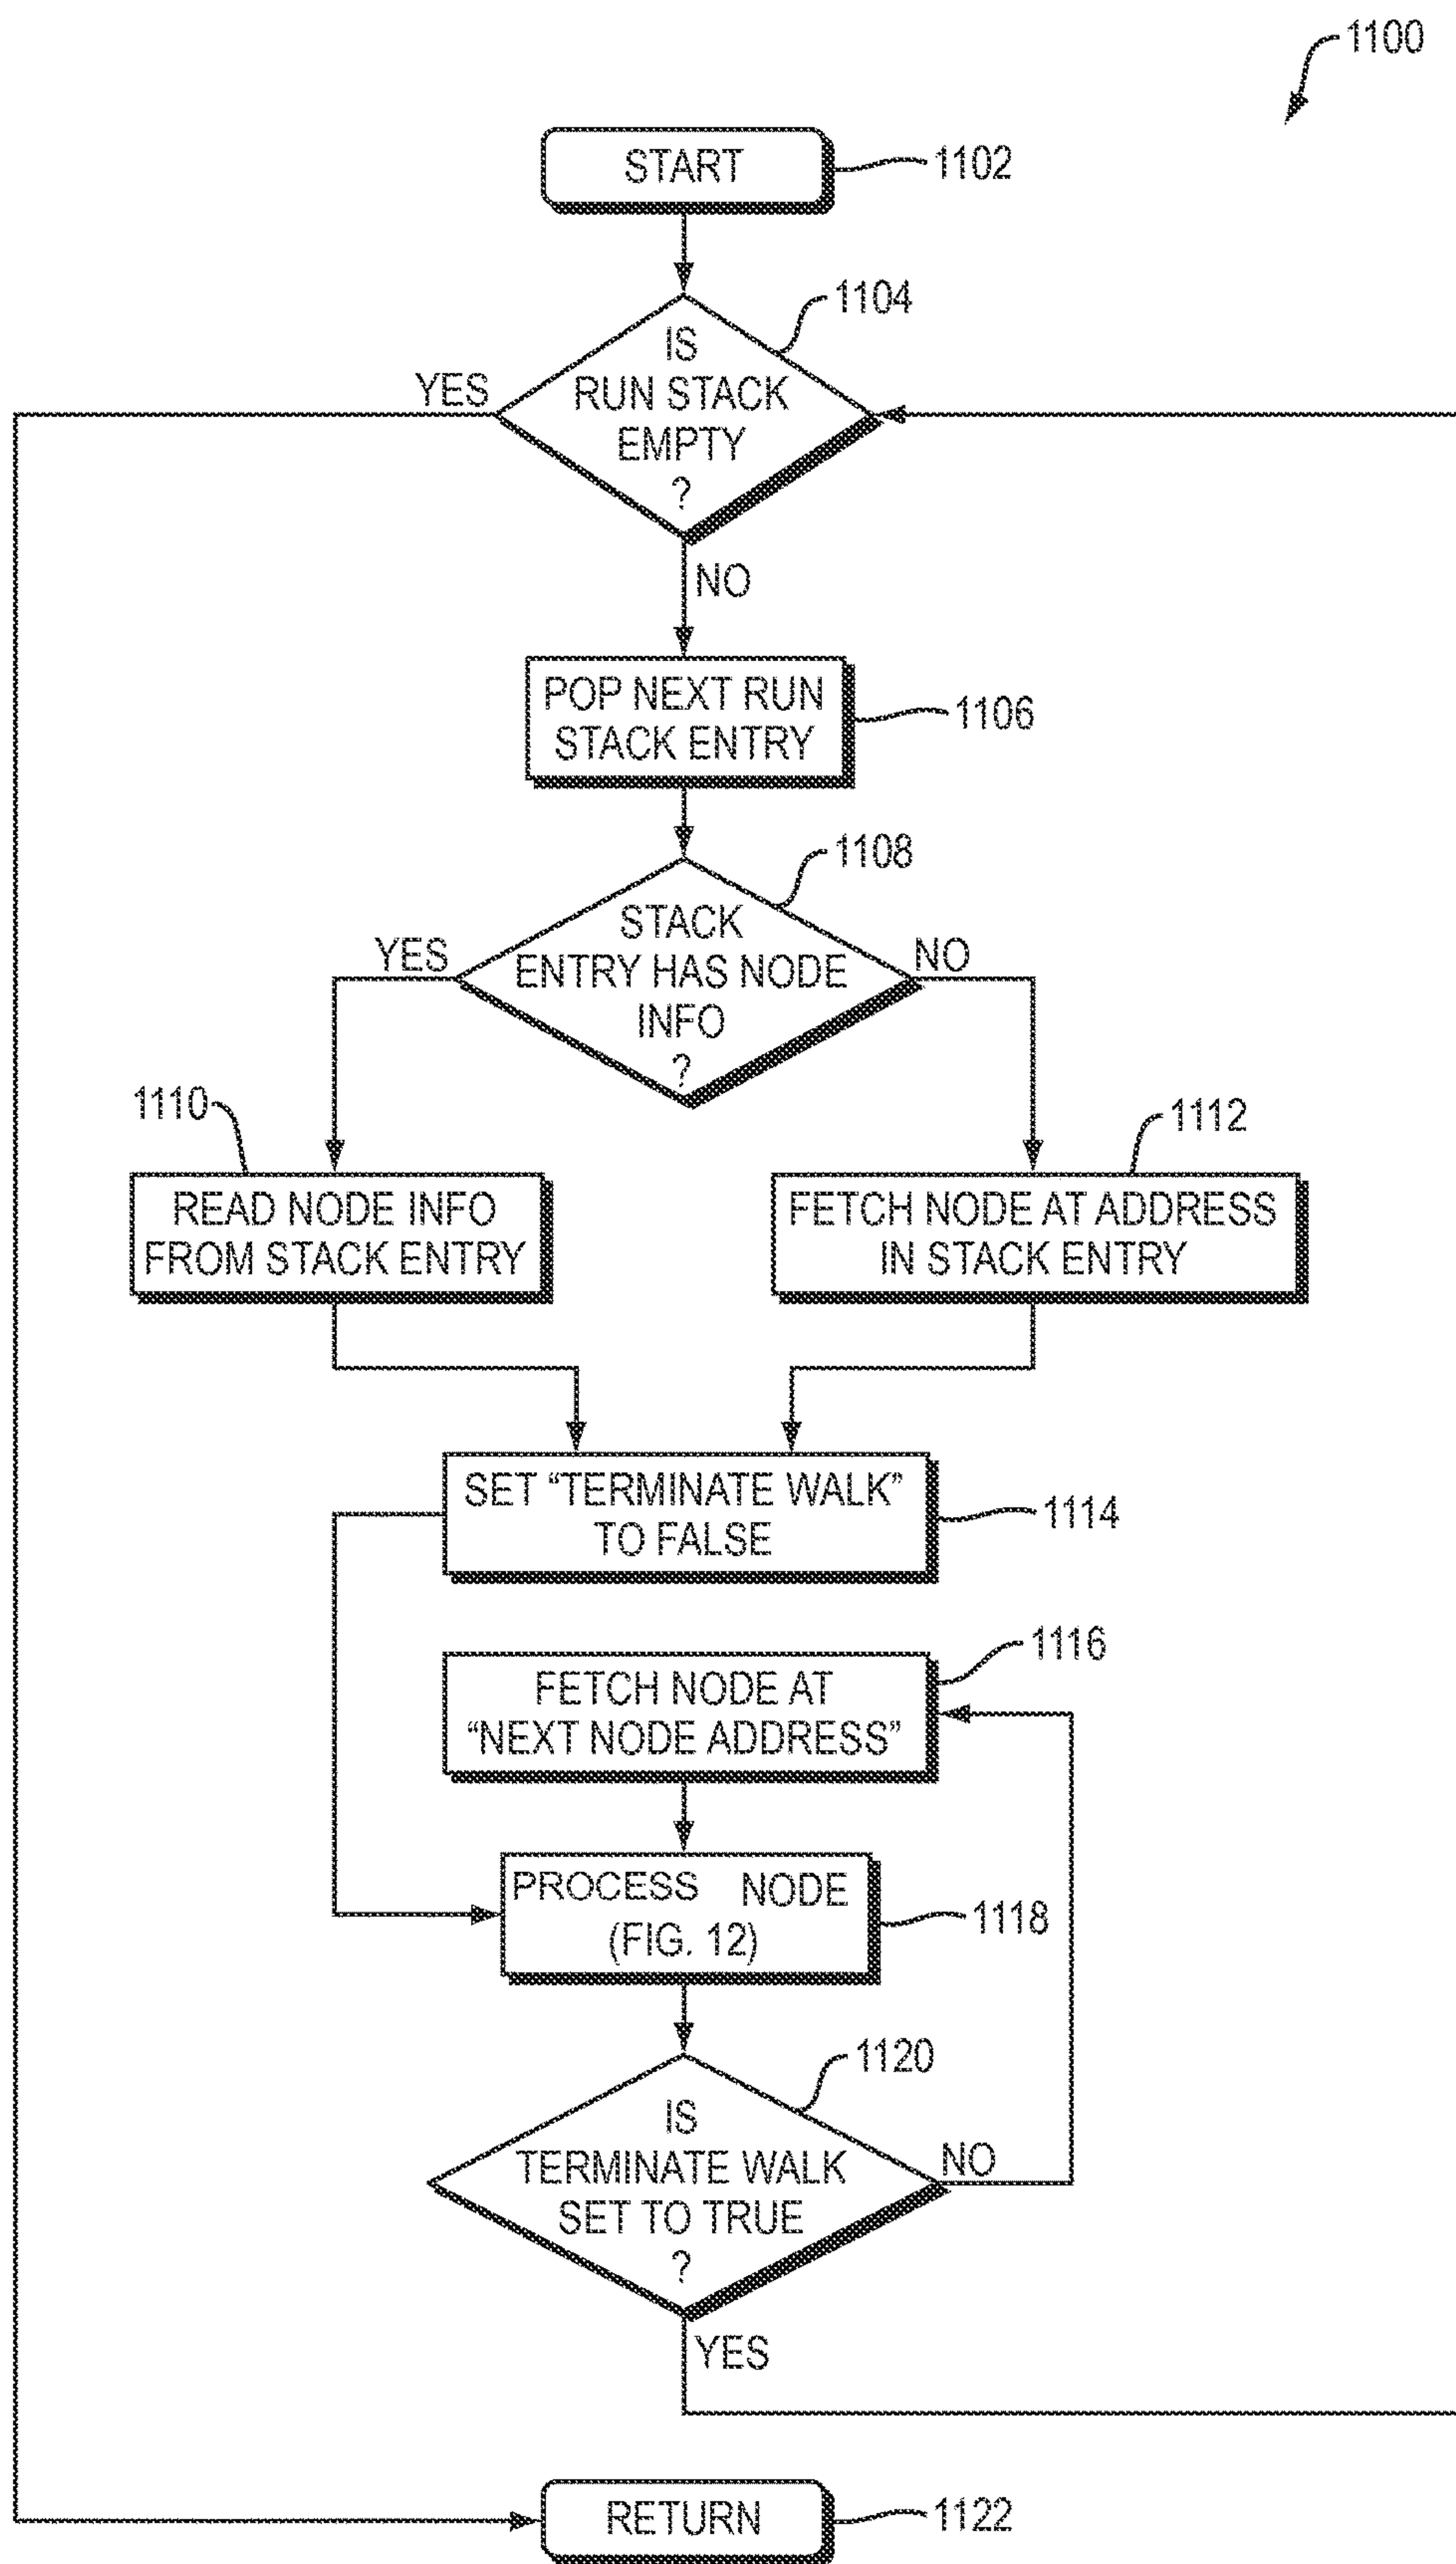 1100
START
1102
1104
IS
RUN STACK
EMPTY
?
YES
NO
POP NEXT RUN
STACK ENTRY
1106
1108
STACK
ENTRY HAS NODE
INFO
?
YES
NO
1110
1112
READ NODE INFO
FROM STACK ENTRY
FETCH NODE AT ADDRESS
IN STACK ENTRY
SET “TERMINATE WALK”
TO FALSE
1114
1116
FETCH NODE AT
“NEXT NODE ADDRESS”
PROCESS NODE
(FIG. 12)
1118
1120
IS
TERMINATE WALK
SET TO TRUE
?
NO
YES
RETURN
1122